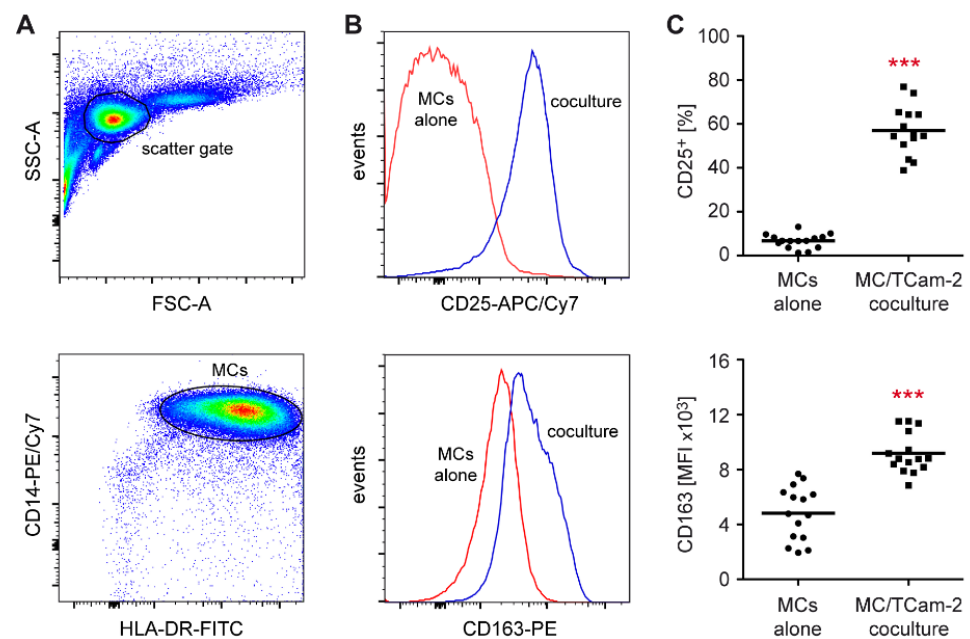 A
SSC-A
scatter gate
FSC-A
MCs
CD14-PE/Cy7
HLA-DR-FITC
B
events
MCs
alone
coculture
CD25-APC/Cy7
events
MCs
alone
coculture
CD163-PE
C
CD25⁺ [%]
100
80
60
40
20
0
***
MCs
alone
MC/TCam-2
coculture
CD163 [MFI x10³]
16
12
8
4
0
***
MCs
alone
MC/TCam-2
coculture